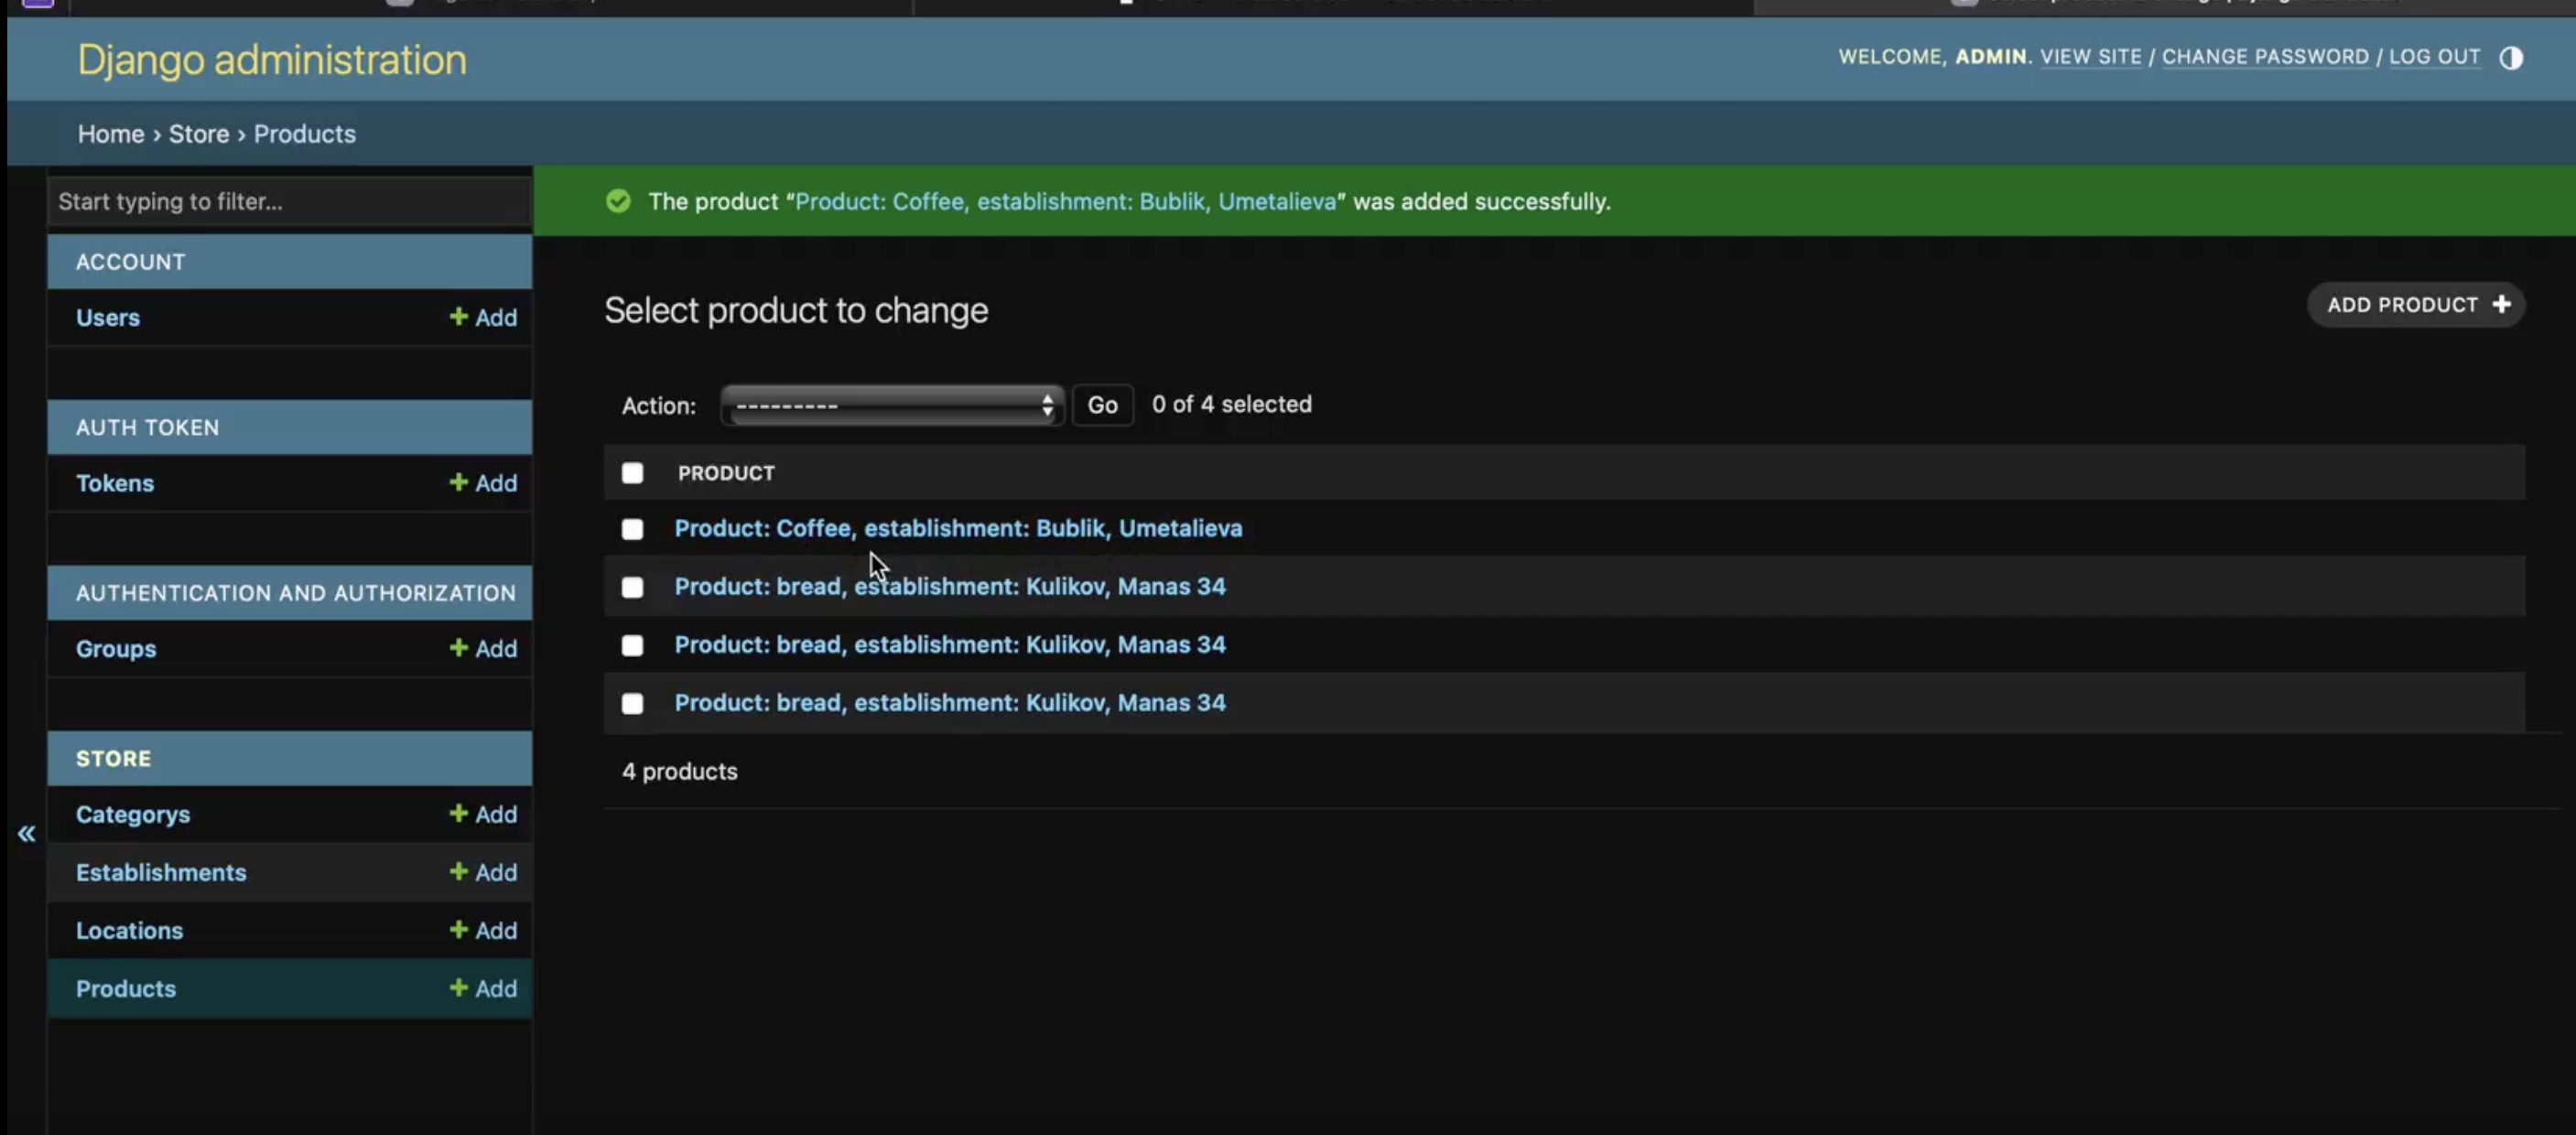 Django administration
WELCOME, ADMIN. VIEW SITE / CHANGE PASSWORD / LOG OUT
Home › Store › Products
Start typing to filter...
The product “Product: Coffee, establishment: Bublik, Umetalieva” was added successfully.
ACCOUNT
Users + Add
AUTH TOKEN
Tokens + Add
AUTHENTICATION AND AUTHORIZATION
Groups + Add
STORE
Categorys + Add
Establishments + Add
Locations + Add
Products + Add
«
Select product to change
ADD PRODUCT +
Action: --------- Go 0 of 4 selected
PRODUCT
Product: Coffee, establishment: Bublik, Umetalieva
Product: bread, establishment: Kulikov, Manas 34
Product: bread, establishment: Kulikov, Manas 34
Product: bread, establishment: Kulikov, Manas 34
4 products